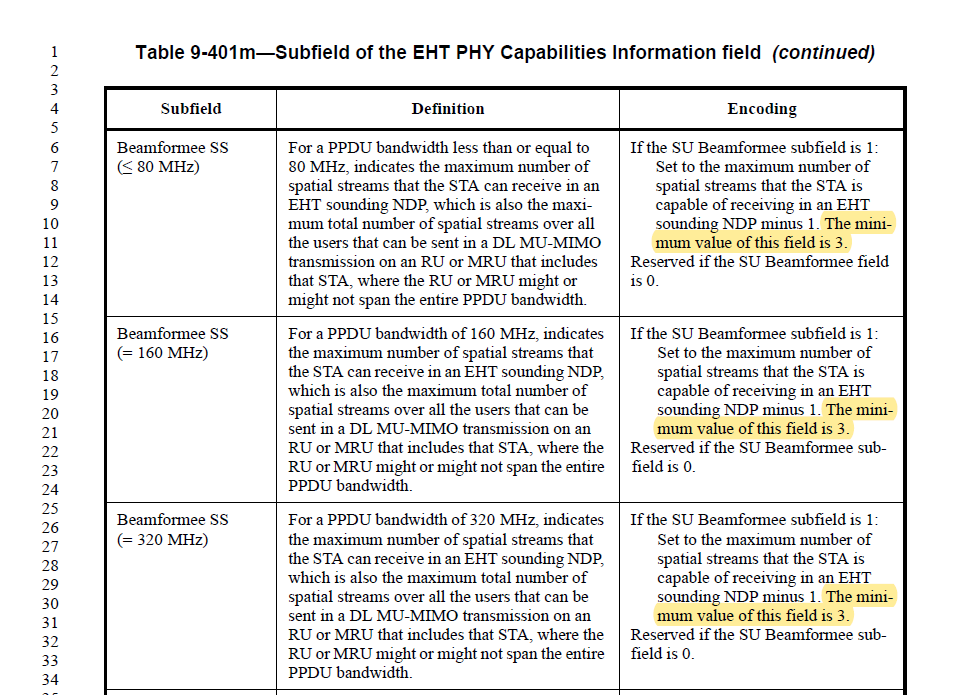 Table 9-401m—Subfield of the EHT PHY Capabilities Information field (continued)
Subfield
Definition
Encoding
Beamformee SS
(≤ 80 MHz)
For a PPDU bandwidth less than or equal to
80 MHz, indicates the maximum number of
spatial streams that the STA can receive in an
EHT sounding NDP, which is also the maxi-
mum total number of spatial streams over all
the users that can be sent in a DL MU-MIMO
transmission on an RU or MRU that includes
that STA, where the RU or MRU might or
might not span the entire PPDU bandwidth.
If the SU Beamformee subfield is 1:
Set to the maximum number of
spatial streams that the STA is
capable of receiving in an EHT
sounding NDP minus 1. The mini-
mum value of this field is 3.
Reserved if the SU Beamformee field
is 0.
Beamformee SS
(= 160 MHz)
For a PPDU bandwidth of 160 MHz, indicates
the maximum number of spatial streams that
the STA can receive in an EHT sounding NDP,
which is also the maximum total number of
spatial streams over all the users that can be
sent in a DL MU-MIMO transmission on an
RU or MRU that includes that STA, where the
RU or MRU might or might not span the entire
PPDU bandwidth.
If the SU Beamformee subfield is 1:
Set to the maximum number of
spatial streams that the STA is
capable of receiving in an EHT
sounding NDP minus 1. The mini-
mum value of this field is 3.
Reserved if the SU Beamformee sub-
field is 0.
Beamformee SS
(= 320 MHz)
For a PPDU bandwidth of 320 MHz, indicates
the maximum number of spatial streams that
the STA can receive in an EHT sounding NDP,
which is also the maximum total number of
spatial streams over all the users that can be
sent in a DL MU-MIMO transmission on an
RU or MRU that includes that STA, where the
RU or MRU might or might not span the entire
PPDU bandwidth.
If the SU Beamformee subfield is 1:
Set to the maximum number of
spatial streams that the STA is
capable of receiving in an EHT
sounding NDP minus 1. The mini-
mum value of this field is 3.
Reserved if the SU Beamformee sub-
field is 0.
1
2
3
4
5
6
7
8
9
10
11
12
13
14
15
16
17
18
19
20
21
22
23
24
25
26
27
28
29
30
31
32
33
34